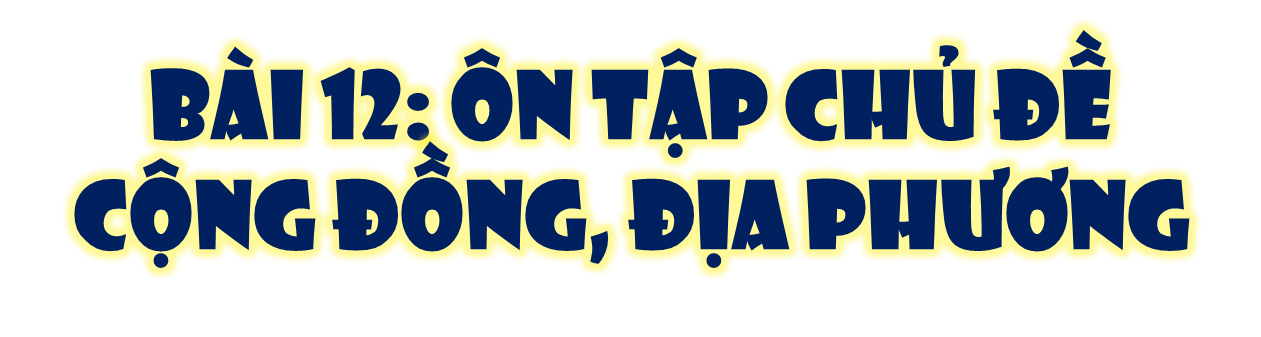 BÀI 12: ÔN TẬP CHỦ ĐỀ
CỘNG ĐỒNG, ĐỊA PHƯƠNG